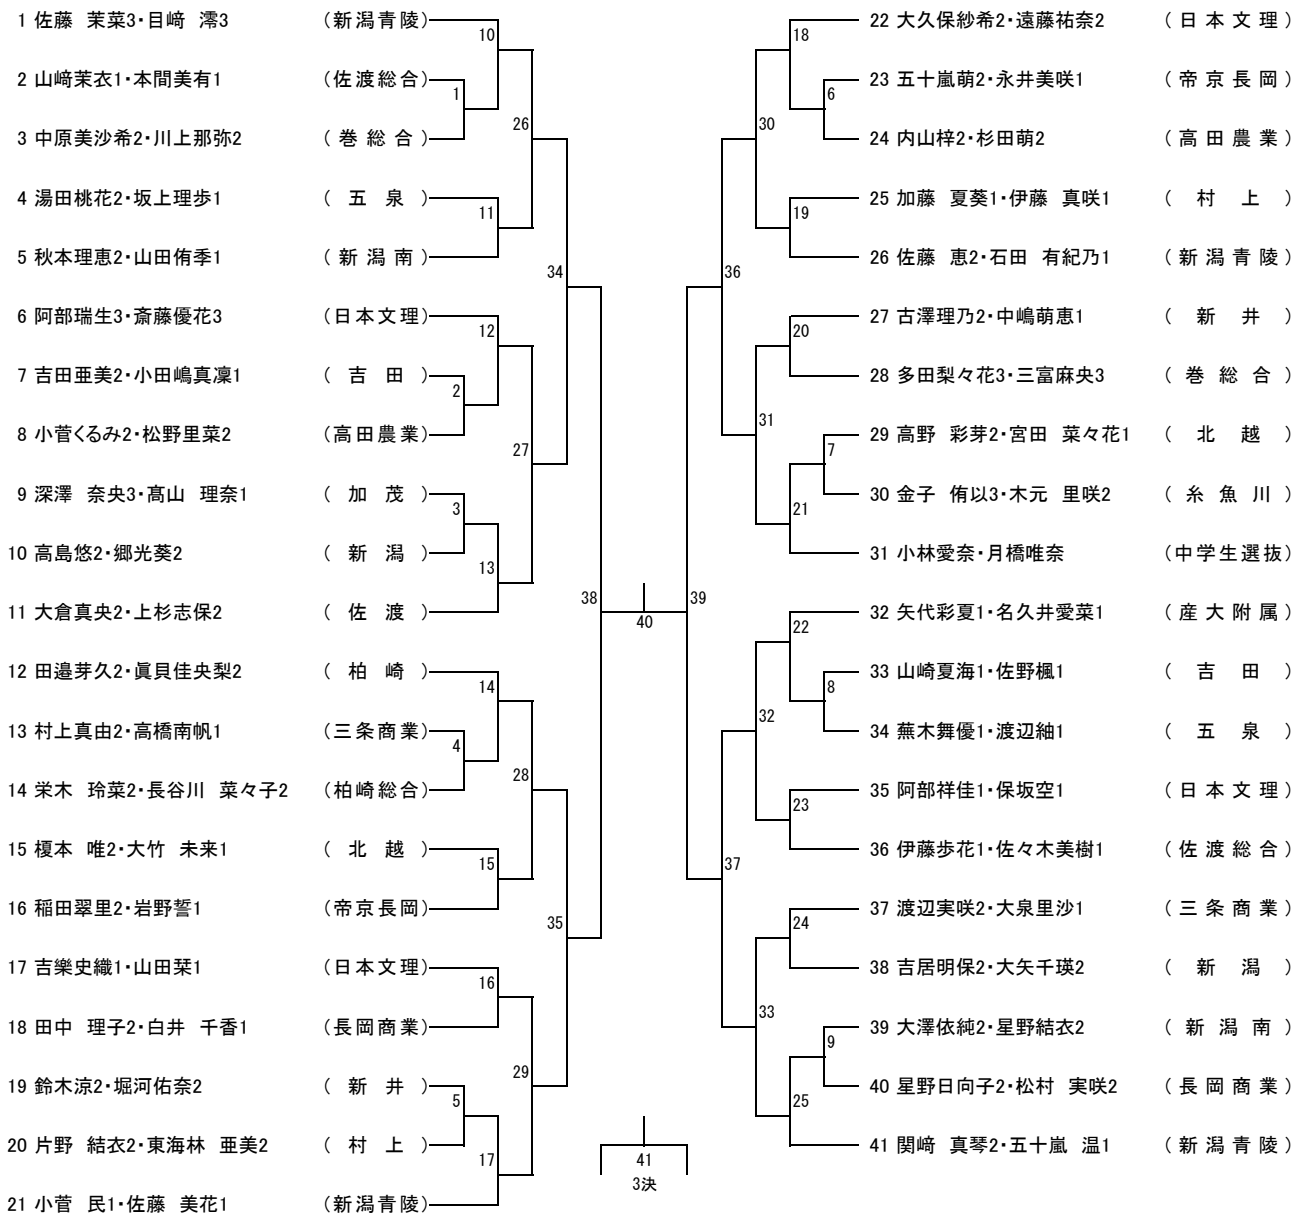 1 佐藤　茉菜3・目﨑　澪3 （新潟青陵）
10
2 山﨑茉衣1・本間美有1 （佐渡総合）
1
3 中原美沙希2・川上那弥2 （巻総合）
26
4 湯田桃花2・坂上理歩1 （五泉）
11
5 秋本理恵2・山田侑季1 （新潟南）
34
6 阿部瑞生3・斎藤優花3 （日本文理）
12
7 吉田亜美2・小田嶋真凜1 （吉田）
2
8 小菅くるみ2・松野里菜2 （高田農業）
27
9 深澤　奈央3・髙山　理奈1 （加茂）
3
10 高島悠2・郷光葵2 （新潟）
13
11 大倉真央2・上杉志保2 （佐渡）
38
12 田邉芽久2・眞貝佳央梨2 （柏崎）
14
13 村上真由2・高橋南帆1 （三条商業）
4
14 栄木　玲菜2・長谷川　菜々子2 （柏崎総合）
28
15 榎本　唯2・大竹　未来1 （北越）
15
16 稲田翠里2・岩野誓1 （帝京長岡）
35
17 吉樂史織1・山田栞1 （日本文理）
16
18 田中　理子2・白井　千香1 （長岡商業）
29
19 鈴木涼2・堀河佑奈2 （新井）
5
20 片野　結衣2・東海林　亜美2 （村上）
17
21 小菅　民1・佐藤　美花1 （新潟青陵）
40
41
3決
22 大久保紗希2・遠藤祐奈2 （日本文理）
18
23 五十嵐萌2・永井美咲1 （帝京長岡）
6
24 内山梓2・杉田萌2 （高田農業）
30
25 加藤　夏葵1・伊藤　真咲1 （村上）
19
26 佐藤　恵2・石田　有紀乃1 （新潟青陵）
36
27 古澤理乃2・中嶋萌恵1 （新井）
20
28 多田梨々花3・三富麻央3 （巻総合）
31
29 高野　彩芽2・宮田　菜々花1 （北越）
7
30 金子　侑以3・木元　里咲2 （糸魚川）
21
31 小林愛奈・月橋唯奈 （中学生選抜）
39
32 矢代彩夏1・名久井愛菜1 （産大附属）
22
33 山崎夏海1・佐野楓1 （吉田）
8
34 蕪木舞優1・渡辺紬1 （五泉）
32
35 阿部祥佳1・保坂空1 （日本文理）
23
36 伊藤歩花1・佐々木美樹1 （佐渡総合）
37
37 渡辺実咲2・大泉里沙1 （三条商業）
24
38 吉居明保2・大矢千瑛2 （新潟）
33
39 大澤依純2・星野結衣2 （新潟南）
9
40 星野日向子2・松村　実咲2 （長岡商業）
25
41 関﨑　真琴2・五十嵐　温1 （新潟青陵）